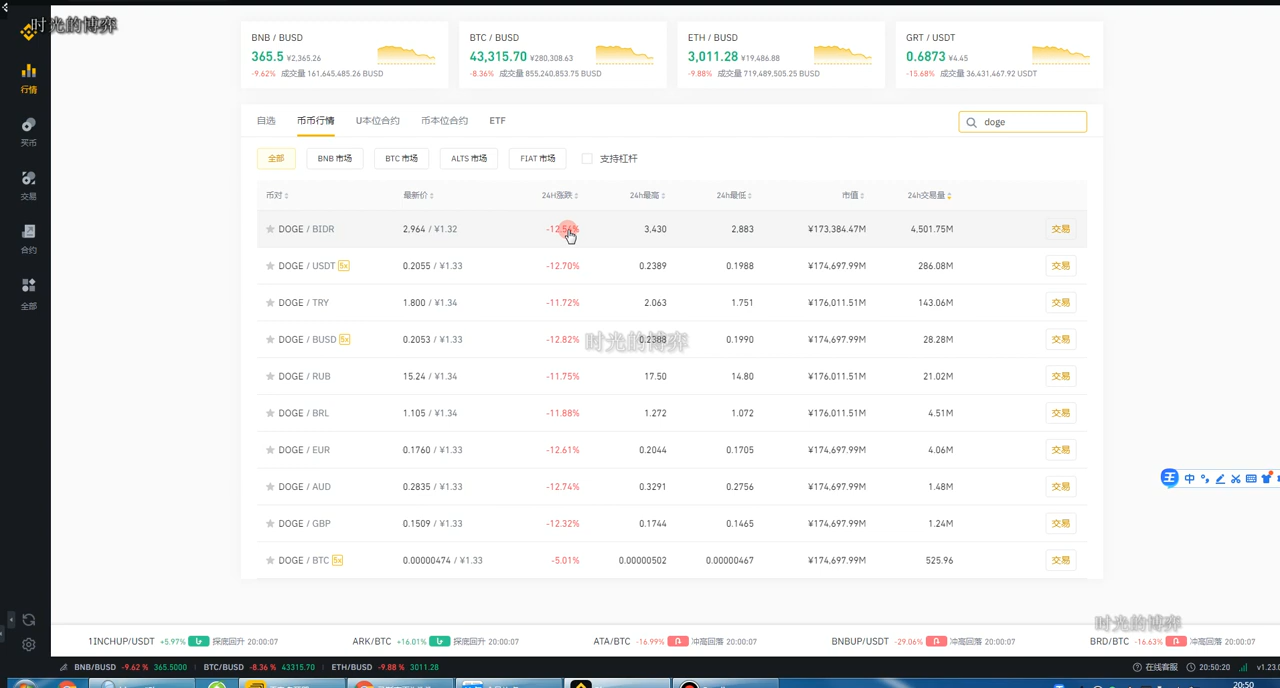 时光的博弈
BNB / BUSD
365.5 ¥2,365.26
-9.62% 成交量 161,645,485.26 BUSD
BTC / BUSD
43,315.70 ¥280,308.63
-8.36% 成交量 855,240,853.75 BUSD
ETH / BUSD
3,011.28 ¥19,486.88
-9.88% 成交量 719,489,505.25 BUSD
GRT / USDT
0.6873 ¥4.45
-15.68% 成交量 36,431,467.92 USDT
行情
买币
交易
合约
全部
自选 币币行情 U本位合约 币本位合约 ETF doge
全部 BNB 市场 BTC 市场 ALTS 市场 FIAT 市场 支持杠杆
币对 最新价 24H涨跌 24h最高 24h最低 市值 24h交易量
DOGE / BIDR 2,964 / ¥1.32 -12.54% 3,430 2,883 ¥173,384.47M 4,501.75M 交易
DOGE / USDT 5x 0.2055 / ¥1.33 -12.70% 0.2389 0.1988 ¥174,697.99M 286.08M 交易
DOGE / TRY 1.800 / ¥1.34 -11.72% 2.063 1.751 ¥176,011.51M 143.06M 交易
DOGE / BUSD 5x 0.2053 / ¥1.33 -12.82% 0.2388 0.1990 ¥174,697.99M 28.28M 交易
时光的博弈
DOGE / RUB 15.24 / ¥1.34 -11.75% 17.50 14.80 ¥176,011.51M 21.02M 交易
DOGE / BRL 1.105 / ¥1.34 -11.88% 1.272 1.072 ¥176,011.51M 4.51M 交易
DOGE / EUR 0.1760 / ¥1.33 -12.61% 0.2044 0.1705 ¥174,697.99M 4.06M 交易
DOGE / AUD 0.2835 / ¥1.33 -12.74% 0.3291 0.2756 ¥174,697.99M 1.48M 交易
DOGE / GBP 0.1509 / ¥1.33 -12.32% 0.1744 0.1465 ¥174,697.99M 1.24M 交易
DOGE / BTC 5x 0.00000474 / ¥1.33 -5.01% 0.00000502 0.00000467 ¥174,697.99M 525.96 交易
王 中
时光的博弈
1INCHUP/USDT +5.97% 探底回升 20:00:07 ARK/BTC +16.01% 探底回升 20:00:07 ATA/BTC -16.99% 冲高回落 20:00:07 BNBUP/USDT -29.06% 冲高回落 20:00:07 BRD/BTC -16.63% 冲高回落 20:00:07
BNB/BUSD -9.62 % 365.5000 BTC/BUSD -8.36 % 43315.70 ETH/BUSD -9.88 % 3011.28 在线客服 20:50:20 v1.23.
20:50